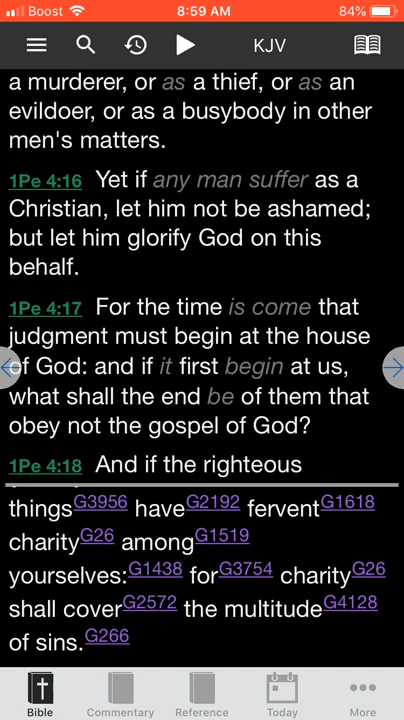 Boost 8:59 AM 84%
KJV
a murderer, or as a thief, or as an
evildoer, or as a busybody in other
men's matters.
1Pe 4:16 Yet if any man suffer as a
Christian, let him not be ashamed;
but let him glorify God on this
behalf.
1Pe 4:17 For the time is come that
judgment must begin at the house
of God: and if it first begin at us,
what shall the end be of them that
obey not the gospel of God?
1Pe 4:18 And if the righteous
thingsG3956 haveG2192 ferventG1618
charityG26 amongG1519
yourselves:G1438 forG3754 charityG26
shall coverG2572 the multitudeG4128
of sins.G266
Bible Commentary Reference Today More